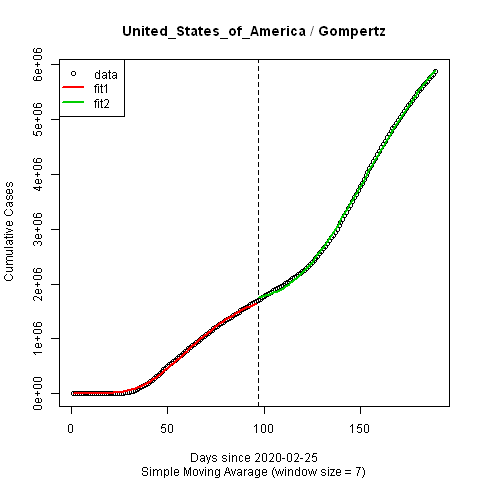 United_States_of_America / Gompertz
data
fit1
fit2
6e+06
5e+06
4e+06
3e+06
2e+06
1e+06
0e+00
Cumulative Cases
0 50 100 150
Days since 2020-02-25
Simple Moving Avarage (window size = 7)